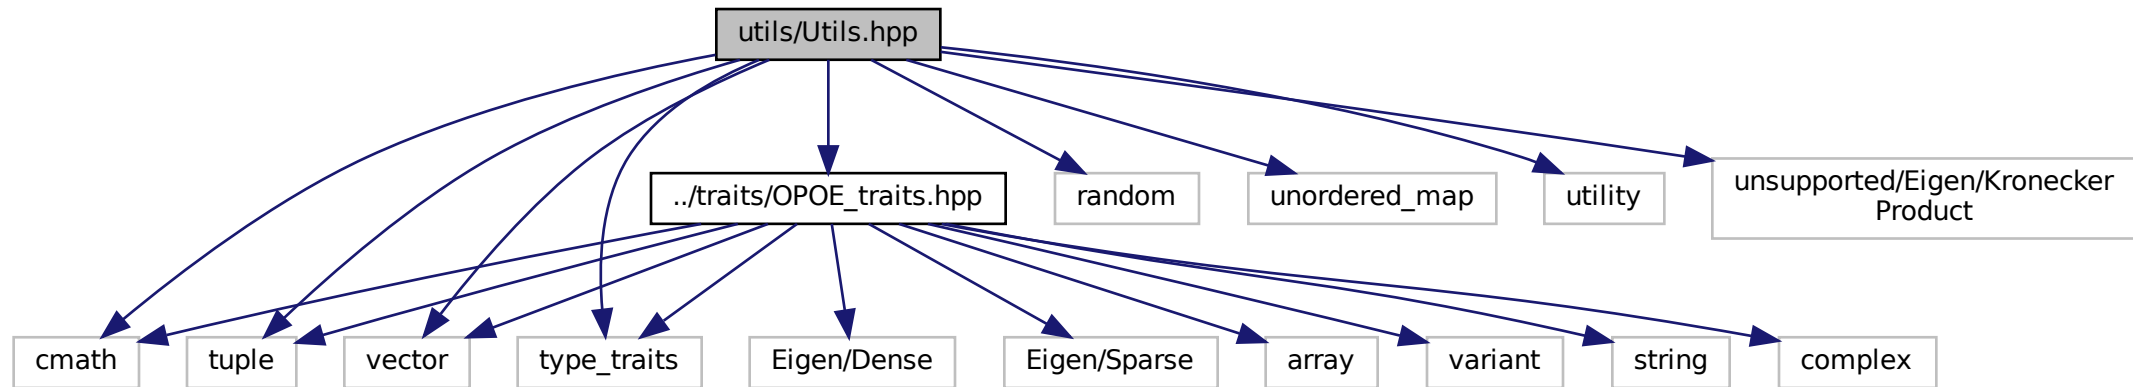 utils/Utils.hpp
../traits/OPOE_traits.hpp
random
unordered_map
utility
unsupported/Eigen/Kronecker
Product
cmath
tuple
vector
type_traits
Eigen/Dense
Eigen/Sparse
array
variant
string
complex